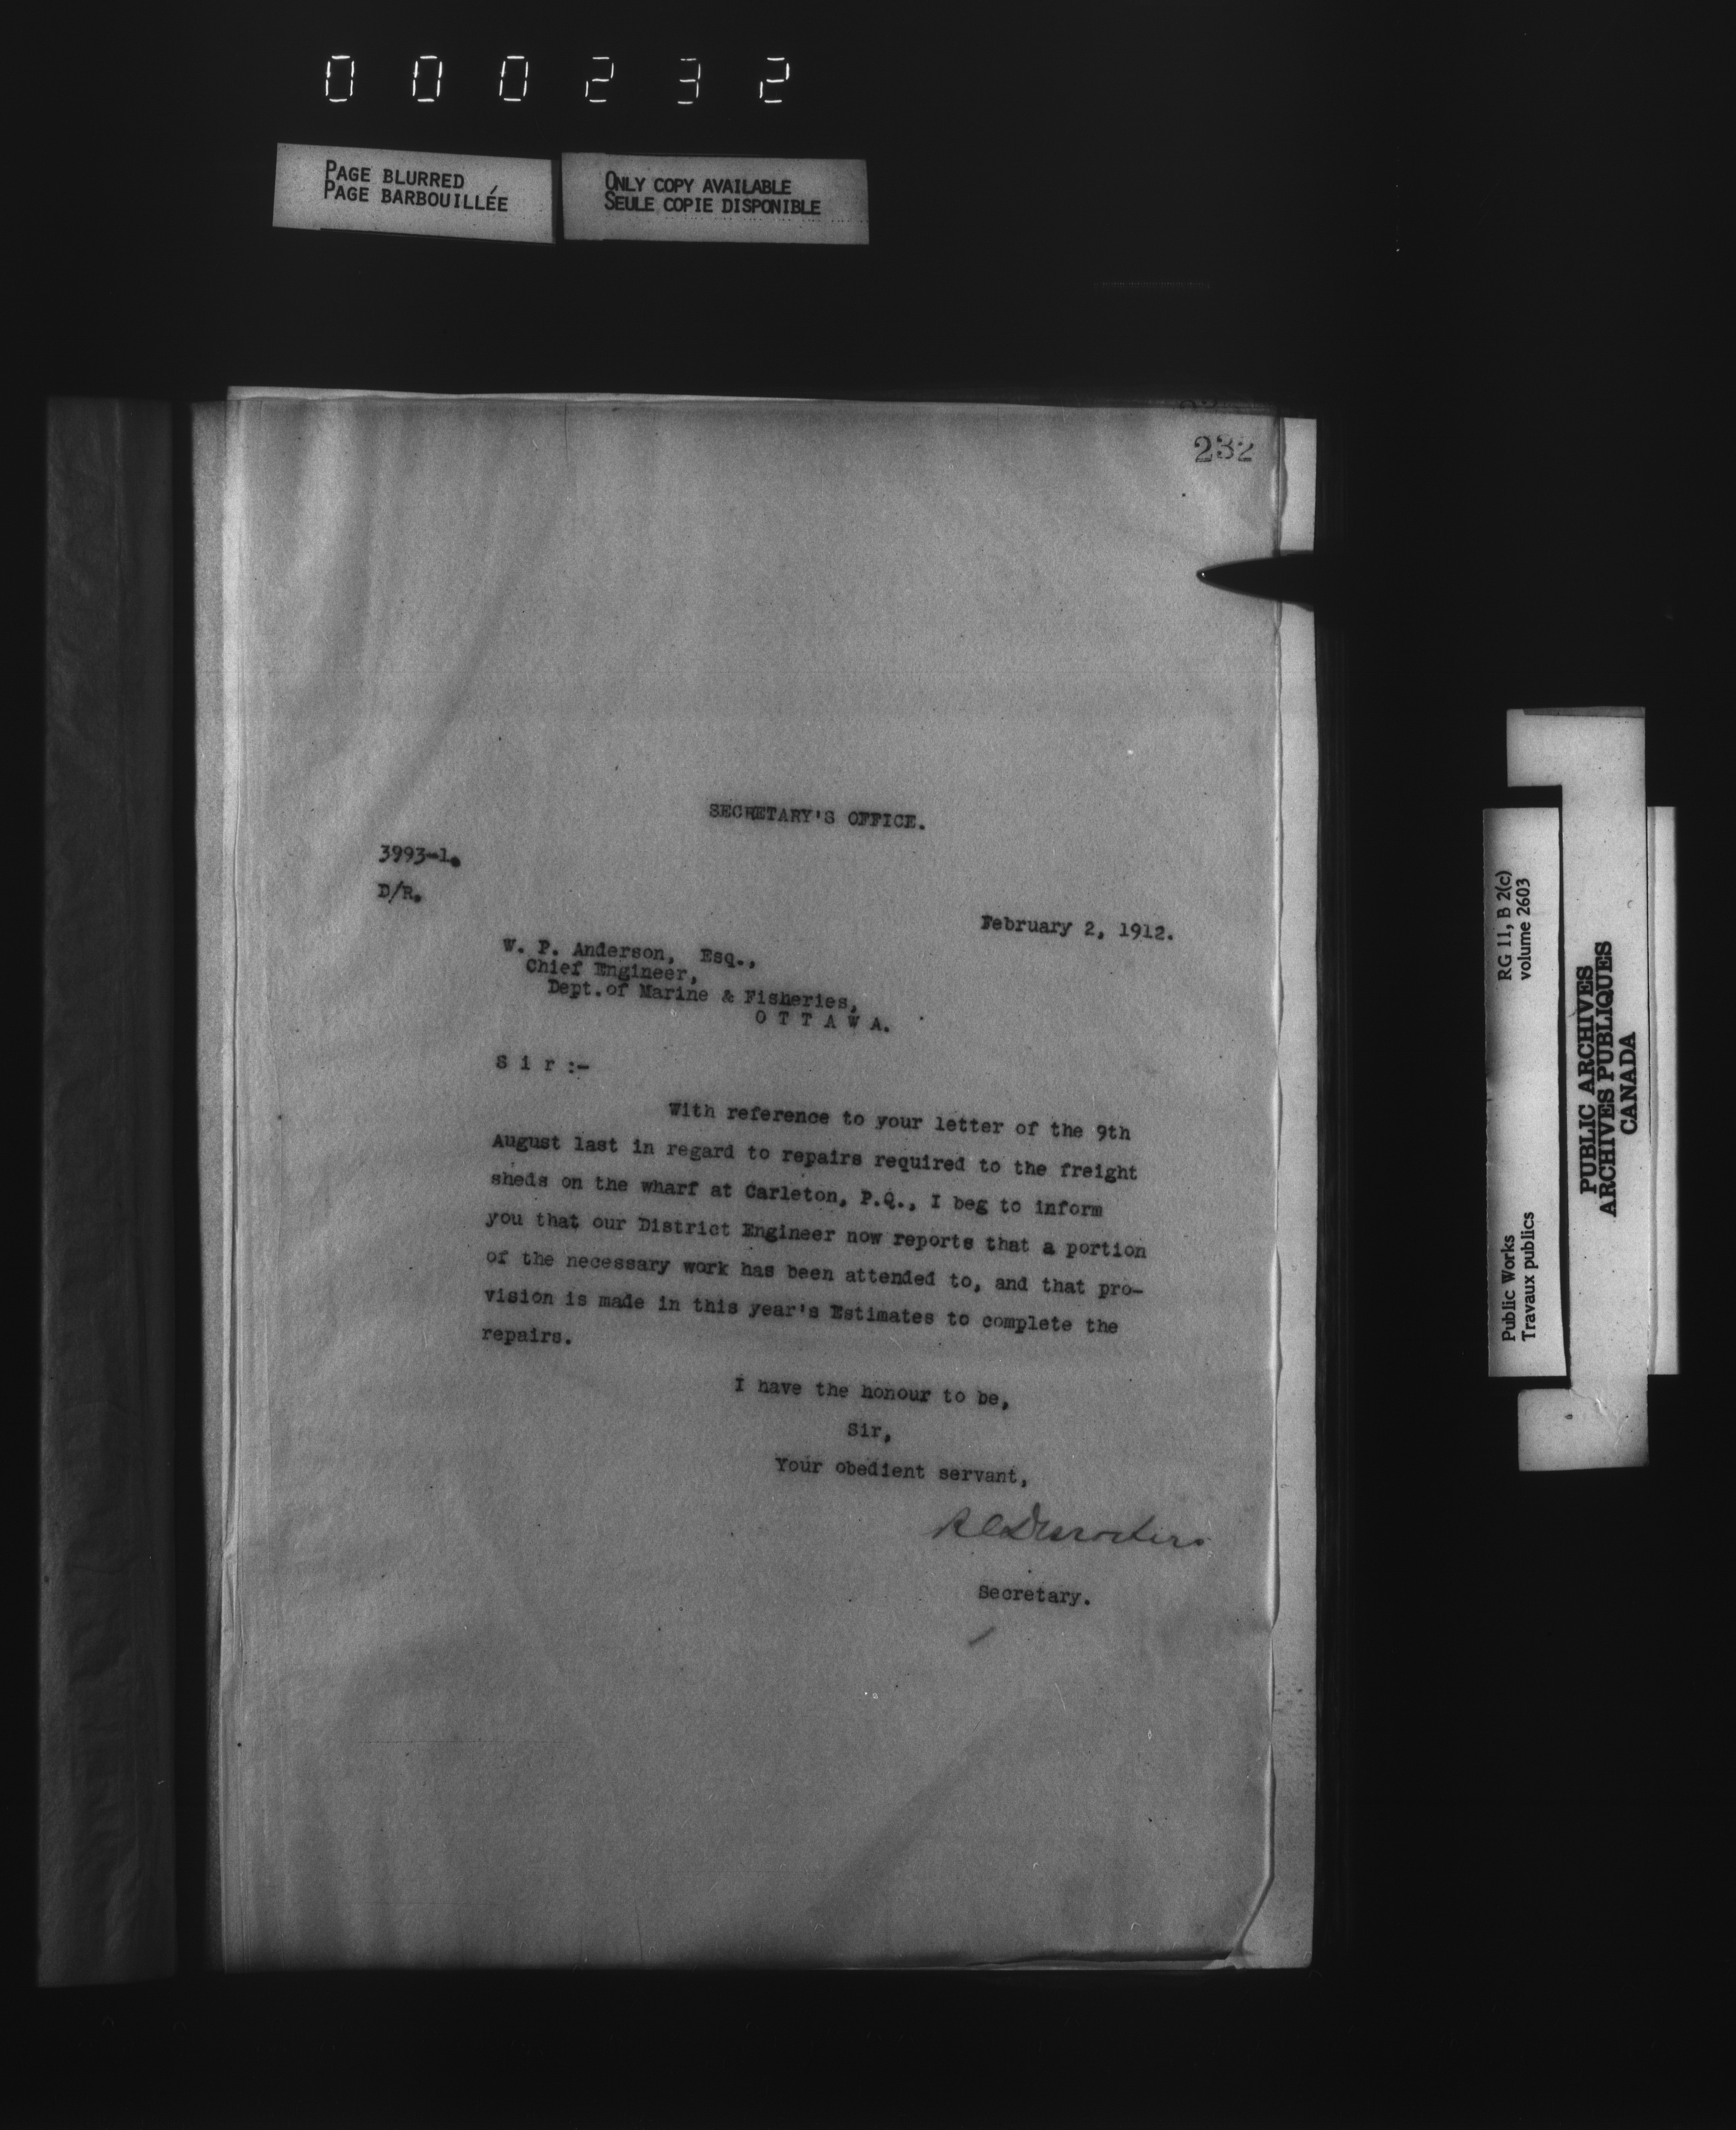 000232
PAGE BLURRED
PAGE BARBOUILLÉE
ONLY COPY AVAILABLE
SEULE COPIE DISPONIBLE
232
SECRETARY'S OFFICE.
3993-1.
D/R.
February 2, 1912.
W. P. Anderson, Esq.,
Chief Engineer,
Dept.of Marine & Fisheries,
O T T A W A.
S i r :-
With reference to your letter of the 9th
August last in regard to repairs required to the freight
sheds on the wharf at Carleton, P.Q., I beg to inform
you that our District Engineer now reports that a portion
of the necessary work has been attended to, and that pro-
vision is made in this year's Estimates to complete the
repairs.
I have the honour to be,
Sir,
Your obedient servant,
RCDesrochers
Secretary.
RG 11, B 2(c)
volume 2603
Public Works
Travaux publics
PUBLIC ARCHIVES
ARCHIVES PUBLIQUES
CANADA